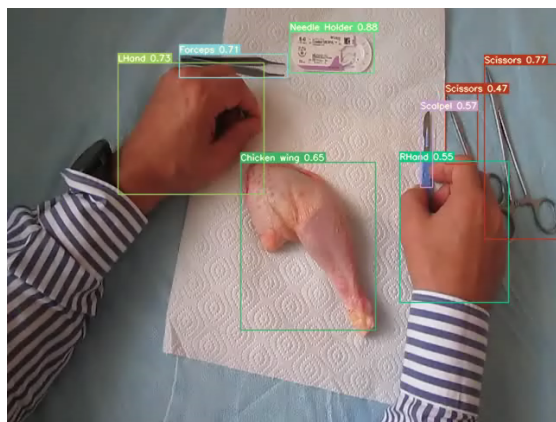 Needle Holder 0.88
Forceps 0.71
LHand 0.73
Scissors 0.77
Scissors 0.47
Scalpel 0.57
Chicken wing 0.65
RHand 0.55